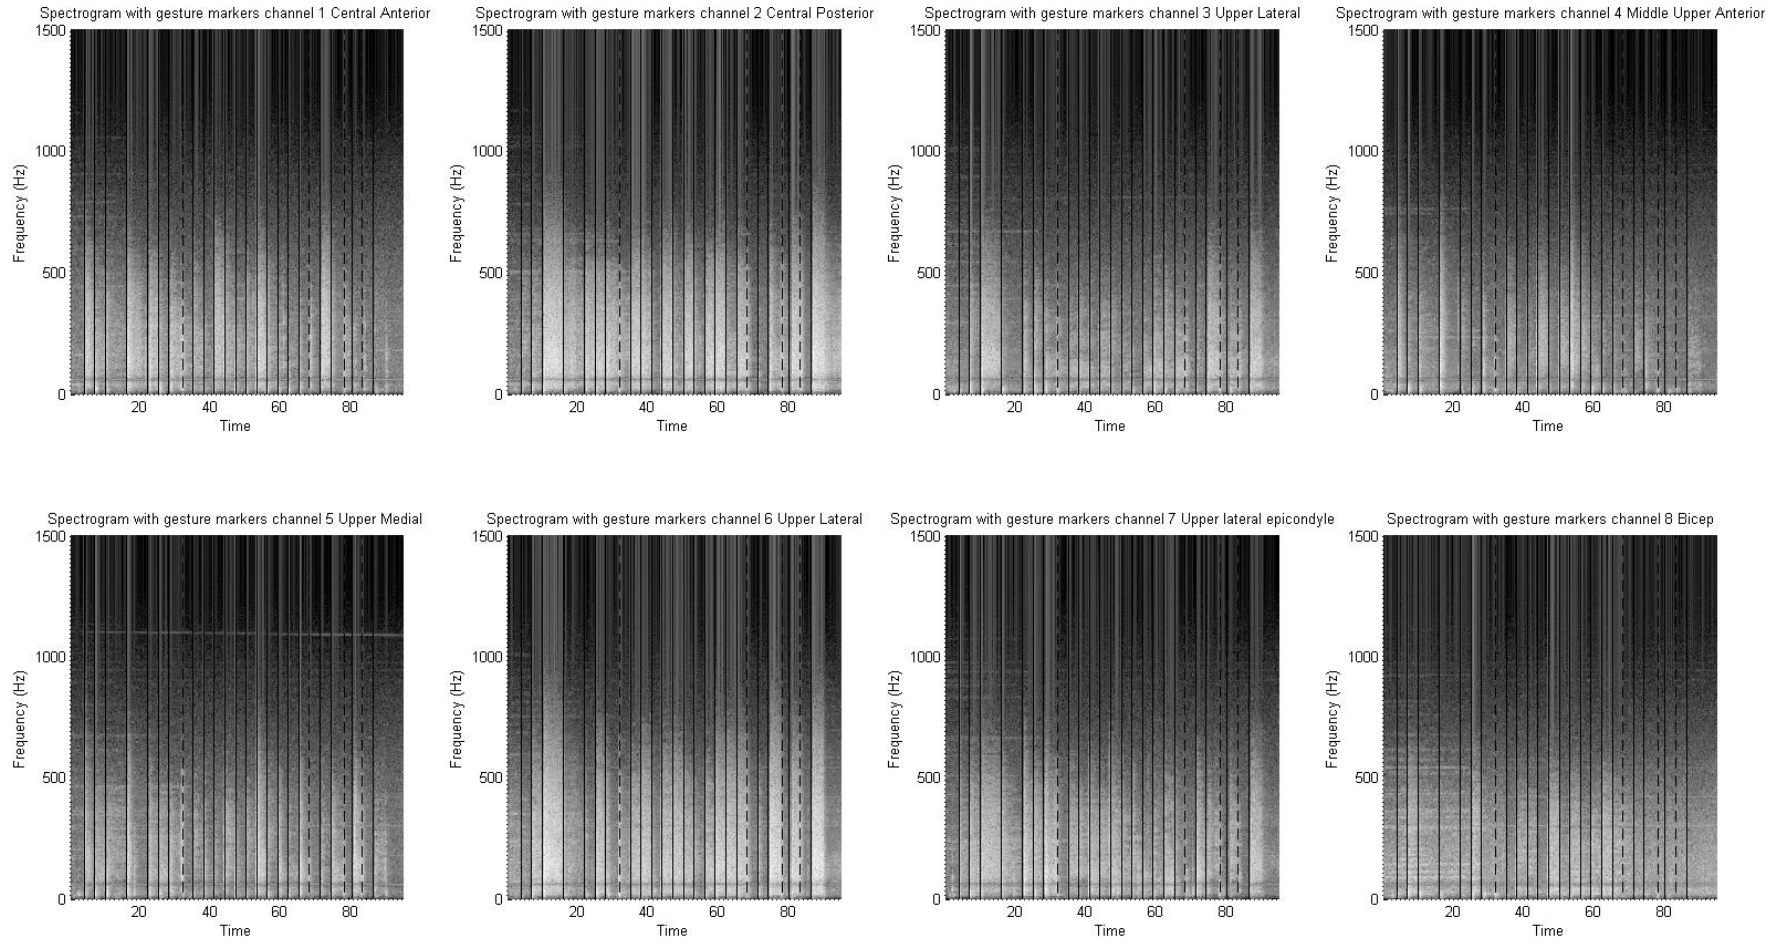 Spectrogram with gesture markers channel 1 Central Anterior
1500
1000
500
0
Frequency (Hz)
20 40 60 80
Time
Spectrogram with gesture markers channel 2 Central Posterior
1500
1000
500
0
Frequency (Hz)
20 40 60 80
Time
Spectrogram with gesture markers channel 3 Upper Lateral
1500
1000
500
0
Frequency (Hz)
20 40 60 80
Time
Spectrogram with gesture markers channel 4 Middle Upper Anterior
1500
1000
500
0
Frequency (Hz)
20 40 60 80
Time
Spectrogram with gesture markers channel 5 Upper Medial
1500
1000
500
0
Frequency (Hz)
20 40 60 80
Time
Spectrogram with gesture markers channel 6 Upper Lateral
1500
1000
500
0
Frequency (Hz)
20 40 60 80
Time
Spectrogram with gesture markers channel 7 Upper lateral epicondyle
1500
1000
500
0
Frequency (Hz)
20 40 60 80
Time
Spectrogram with gesture markers channel 8 Bicep
1500
1000
500
0
Frequency (Hz)
20 40 60 80
Time